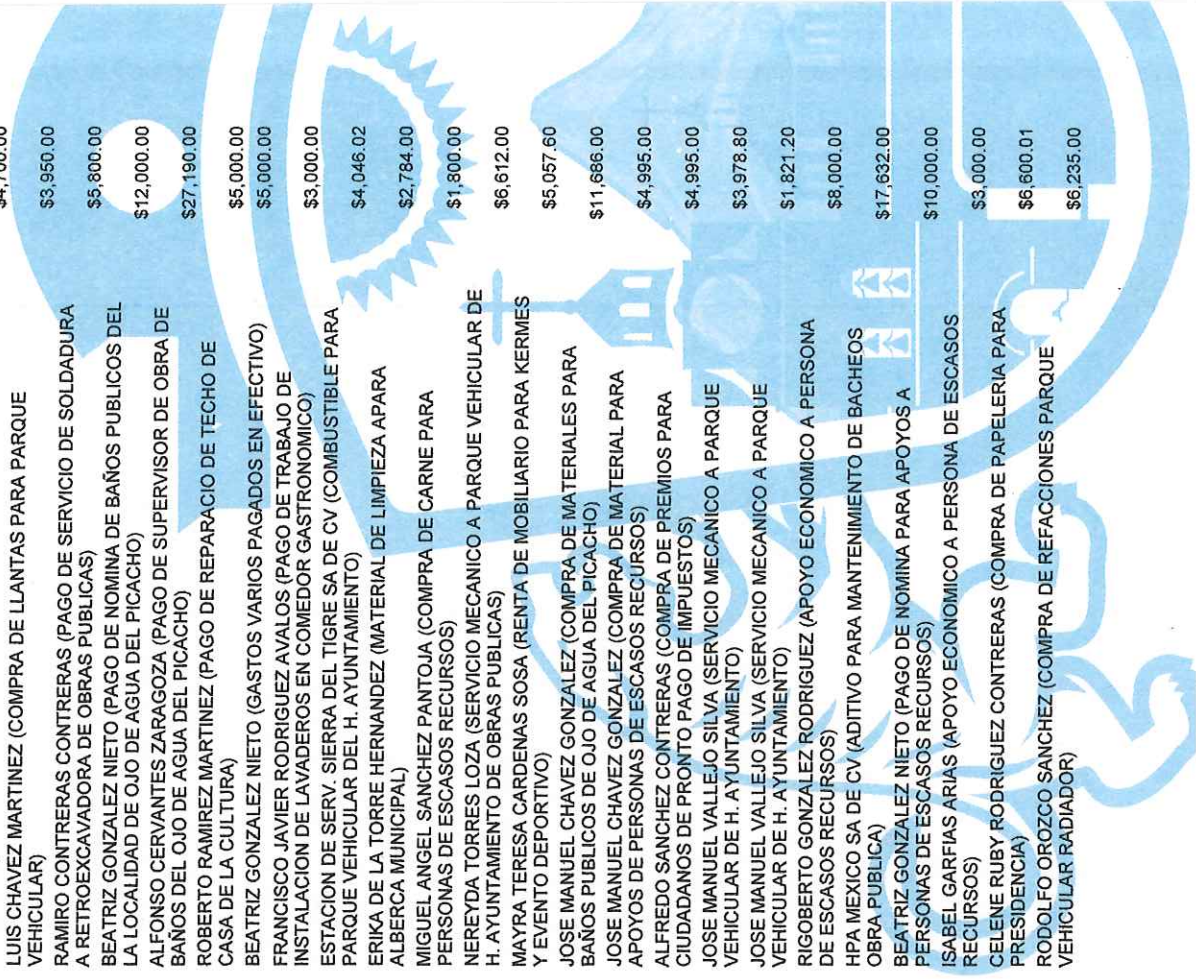 $4,700.00
LUIS CHAVEZ MARTINEZ (COMPRA DE LLANTAS PARA PARQUE
VEHICULAR) $3,950.00
RAMIRO CONTRERAS CONTRERAS (PAGO DE SERVICIO DE SOLDADURA
A RETROEXCAVADORA DE OBRAS PUBLICAS) $5,800.00
BEATRIZ GONZALEZ NIETO (PAGO DE NOMINA DE BAÑOS PUBLICOS DEL
LA LOCALIDAD DE OJO DE AGUA DEL PICACHO) $12,000.00
ALFONSO CERVANTES ZARAGOZA (PAGO DE SUPERVISOR DE OBRA DE
BAÑOS DEL OJO DE AGUA DEL PICACHO) $27,190.00
ROBERTO RAMIREZ MARTINEZ (PAGO DE REPARACIO DE TECHO DE
CASA DE LA CULTURA) $5,000.00
BEATRIZ GONZALEZ NIETO (GASTOS VARIOS PAGADOS EN EFECTIVO) $5,000.00
FRANCISCO JAVIER RODRIGUEZ AVALOS (PAGO DE TRABAJO DE
INSTALACION DE LAVADEROS EN COMEDOR GASTRONOMICO) $3,000.00
ESTACION DE SERV. SIERRA DEL TIGRE SA DE CV (COMBUSTIBLE PARA
PARQUE VEHICULAR DEL H. AYUNTAMIENTO) $4,046.02
ERIKA DE LA TORRE HERNANDEZ (MATERIAL DE LIMPIEZA APARA
ALBERCA MUNICIPAL) $2,784.00
MIGUEL ANGEL SANCHEZ PANTOJA (COMPRA DE CARNE PARA
PERSONAS DE ESCASOS RECURSOS) $1,800.00
NEREYDA TORRES LOZA (SERVICIO MECANICO A PARQUE VEHICULAR DE
H. AYUNTAMIENTO DE OBRAS PUBLICAS) $6,612.00
MAYRA TERESA CARDENAS SOSA (RENTA DE MOBILIARIO PARA KERMES
Y EVENTO DEPORTIVO) $5,057.60
JOSE MANUEL CHAVEZ GONZALEZ (COMPRA DE MATERIALES PARA
BAÑOS PUBLICOS DE OJO DE AGUA DEL PICACHO) $11,686.00
JOSE MANUEL CHAVEZ GONZALEZ (COMPRA DE MATERIAL PARA
APOYOS DE PERSONAS DE ESCASOS RECURSOS) $4,995.00
ALFREDO SANCHEZ CONTRERAS (COMPRA DE PREMIOS PARA
CIUDADANOS DE PRONTO PAGO DE IMPUESTOS) $4,995.00
JOSE MANUEL VALLEJO SILVA (SERVICIO MECANICO A PARQUE
VEHICULAR DE H. AYUNTAMIENTO) $3,978.80
JOSE MANUEL VALLEJO SILVA (SERVICIO MECANICO A PARQUE
VEHICULAR DE H. AYUNTAMIENTO) $1,821.20
RIGOBERTO GONZALEZ RODRIGUEZ (APOYO ECONOMICO A PERSONA
DE ESCASOS RECURSOS) $8,000.00
HPA MEXICO SA DE CV (ADITIVO PARA MANTENIMIENTO DE BACHEOS
OBRA PUBLICA) $17,632.00
BEATRIZ GONZALEZ NIETO (PAGO DE NOMINA PARA APOYOS A
PERSONAS DE ESCASOS RECURSOS) $10,000.00
ISABEL GARFIAS ARIAS (APOYO ECONOMICO A PERSONA DE ESCASOS
RECURSOS) $3,000.00
CELENE RUBY RODRIGUEZ CONTRERAS (COMPRA DE PAPELERIA PARA
PRESIDENCIA) $6,600.01
RODOLFO OROZCO SANCHEZ (COMPRA DE REFACCIONES PARQUE
VEHICULAR RADIADOR) $6,235.00